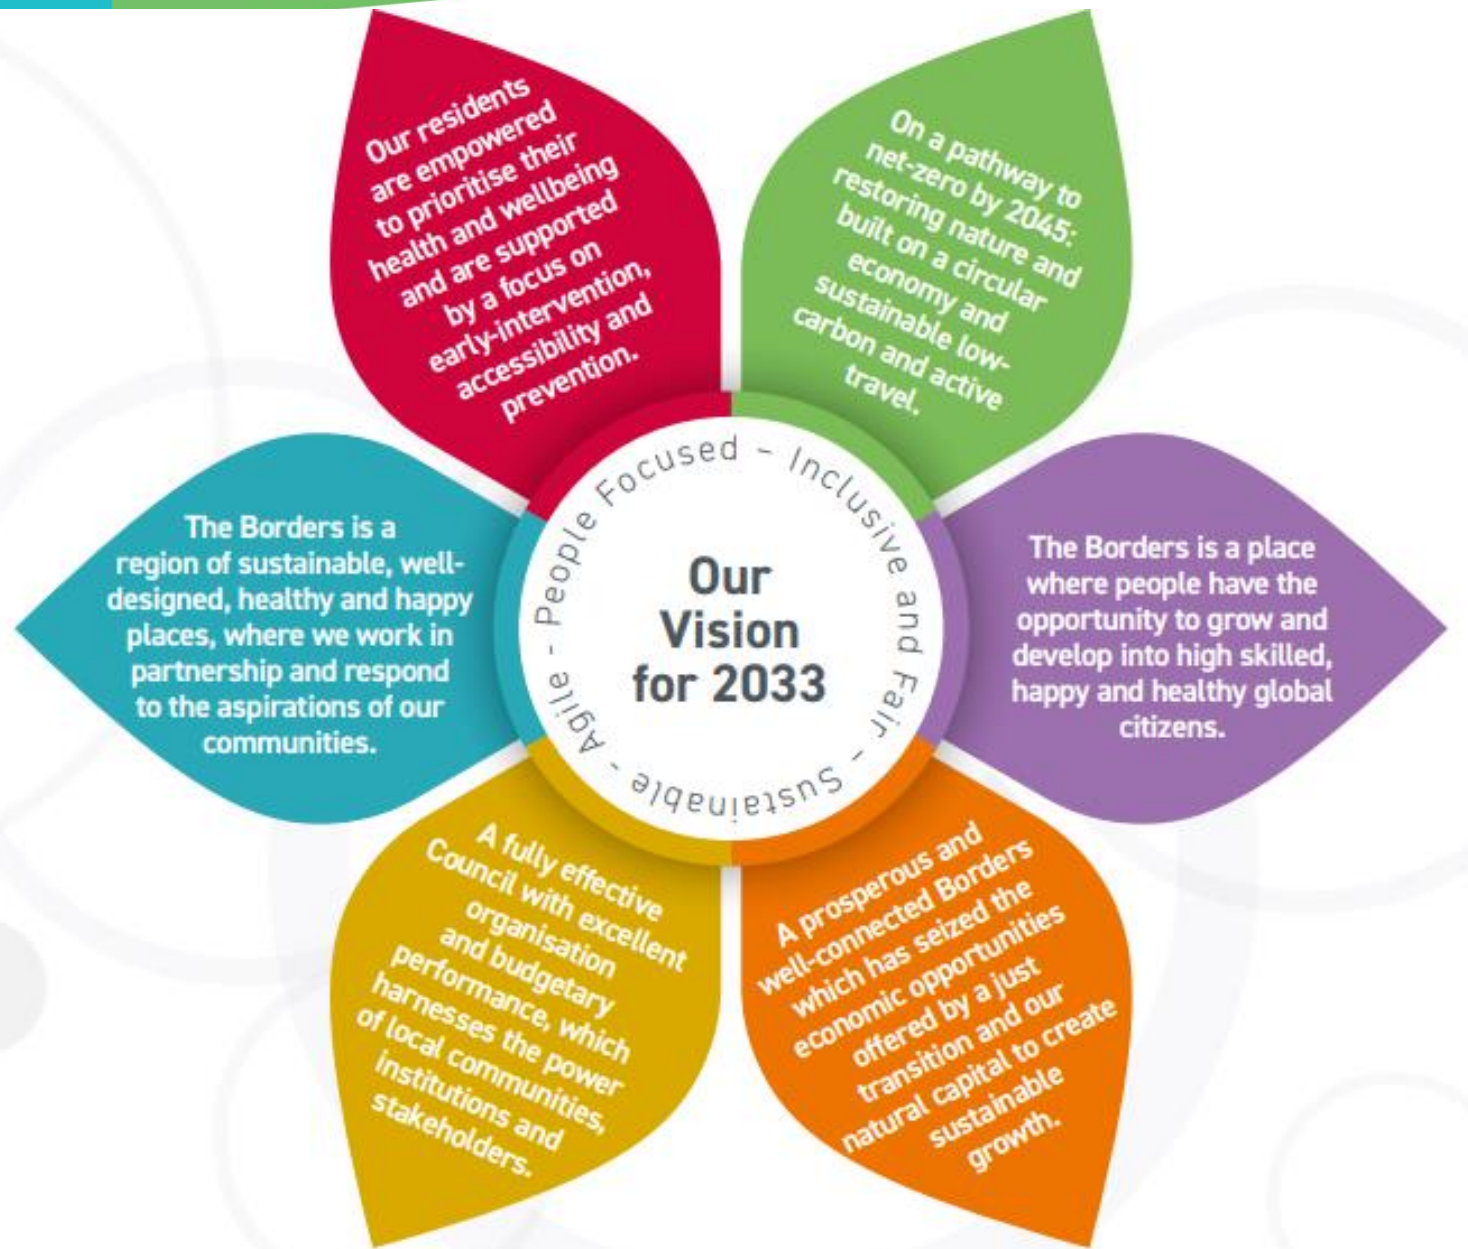 Our residents
are empowered
to prioritise their
health and wellbeing
and are supported
by a focus on
early-intervention,
accessibility and
prevention.
On a pathway to
net-zero by 2045:
restoring nature and
built on a circular
economy and
sustainable low-
carbon and active
travel.
The Borders is a
region of sustainable, well-
designed, healthy and happy
places, where we work in
partnership and respond
to the aspirations of our
communities.
People Focused – Inclusive and Fair - Sustainable - Agile -
Our
Vision
for 2033
The Borders is a place
where people have the
opportunity to grow and
develop into high skilled,
happy and healthy global
citizens.
A fully effective
Council with excellent
organisation
and budgetary
performance, which
harnesses the power
of local communities,
institutions and
stakeholders.
A prosperous and
well-connected Borders
which has seized the
economic opportunities
offered by a just
transition and our
natural capital to create
sustainable
growth.